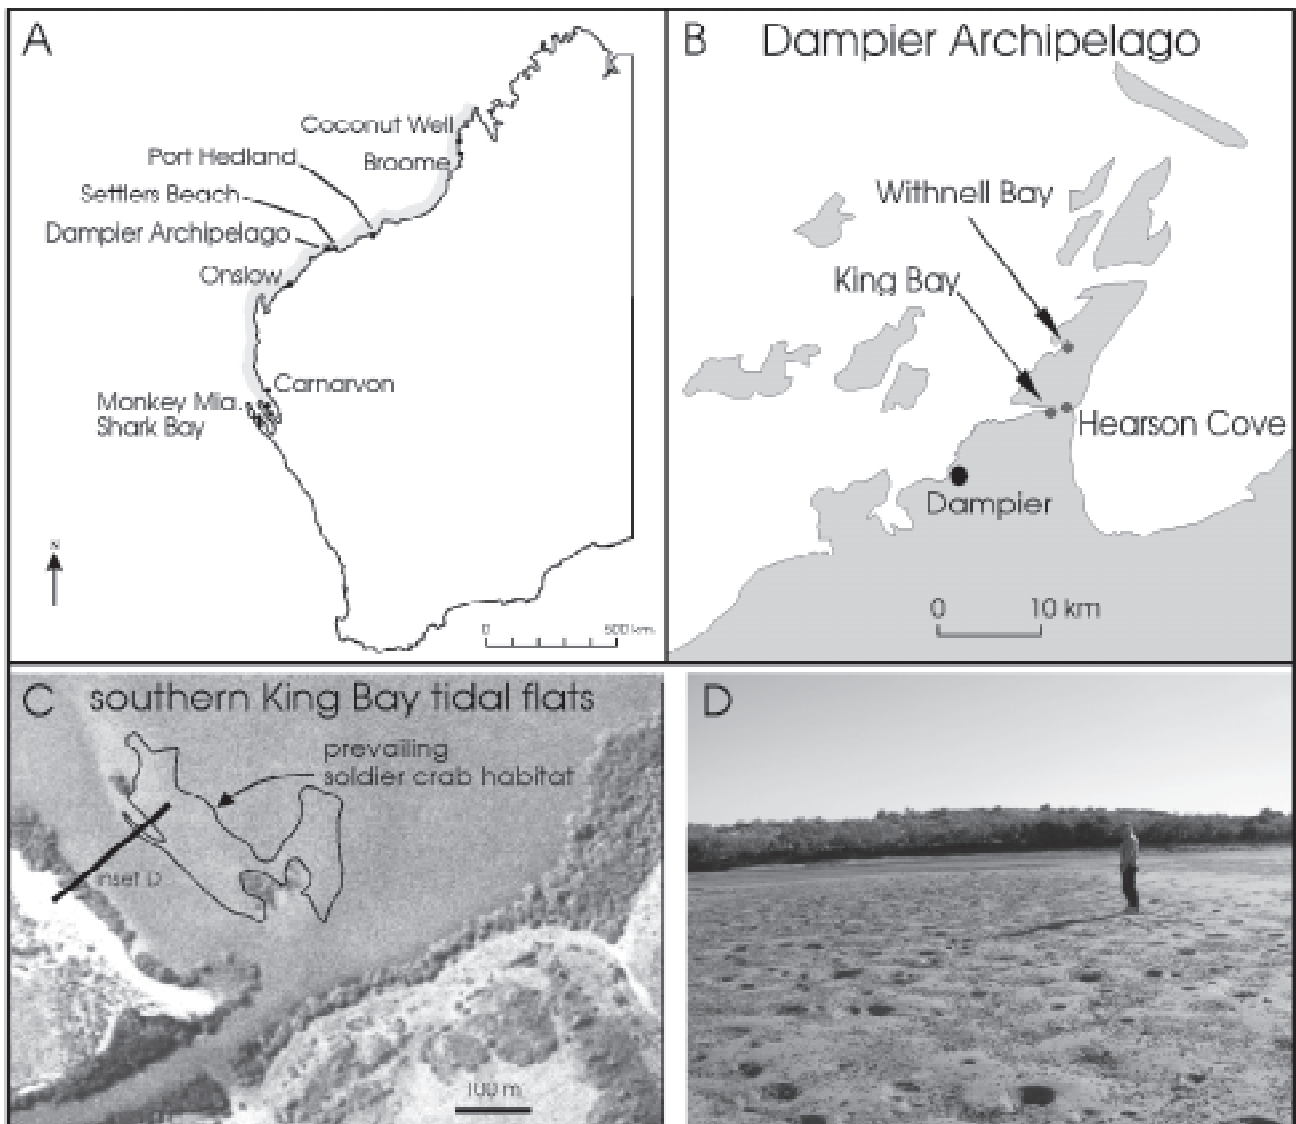 A
Coconut Well
Port Hedland
Broome
Settlers Beach
Dampier Archipelago
Onslow
Carnarvon
Monkey Mia
Shark Bay
N
0 500 km
B Dampier Archipelago
Withnell Bay
King Bay
Hearson Cove
Dampier
0 10 km
C southern King Bay tidal flats
prevailing
soldier crab habitat
inset D
100 m
D